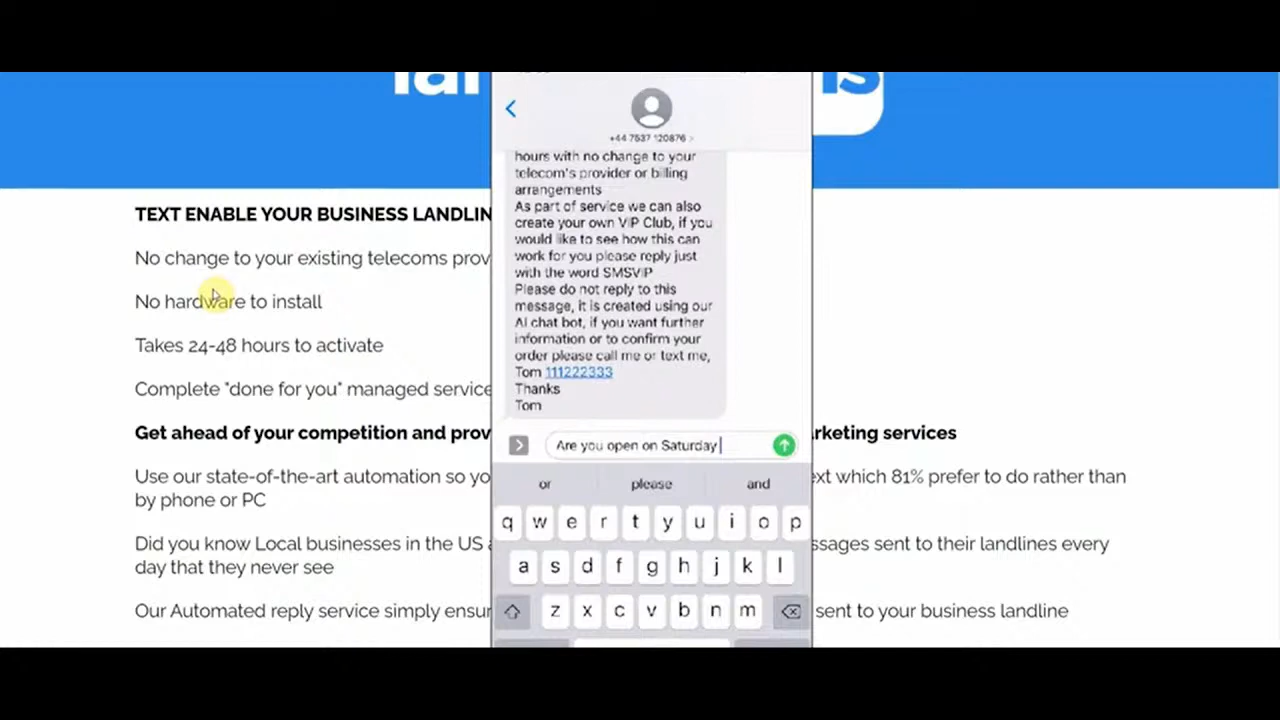 +44 7537 120876 >
hours with no change to your
telecom's provider or billing
arrangements
As part of service we can also
create your own VIP Club, if you
would like to see how this can
work for you please reply just
with the word SMSVIP
Please do not reply to this
message, it is created using our
AI chat bot, if you want further
information or to confirm your
order please call me or text me,
Tom 111222333
Thanks
Tom
Are you open on Saturday
or please and
q w e r t y u i o p
a s d f g h j k l
z x c v b n m
TEXT ENABLE YOUR BUSINESS
No change to your existing telecoms
No hardware to install
Takes 24-48 hours to activate
Complete "done for you" managed service
Get ahead of your competition and services
Use our state-of-the-art automation so which 81% prefer to do rather than
by phone or PC
Did you know Local businesses in the US sent to their landlines every
day that they never see
Our Automated reply service simply sent to your business landline